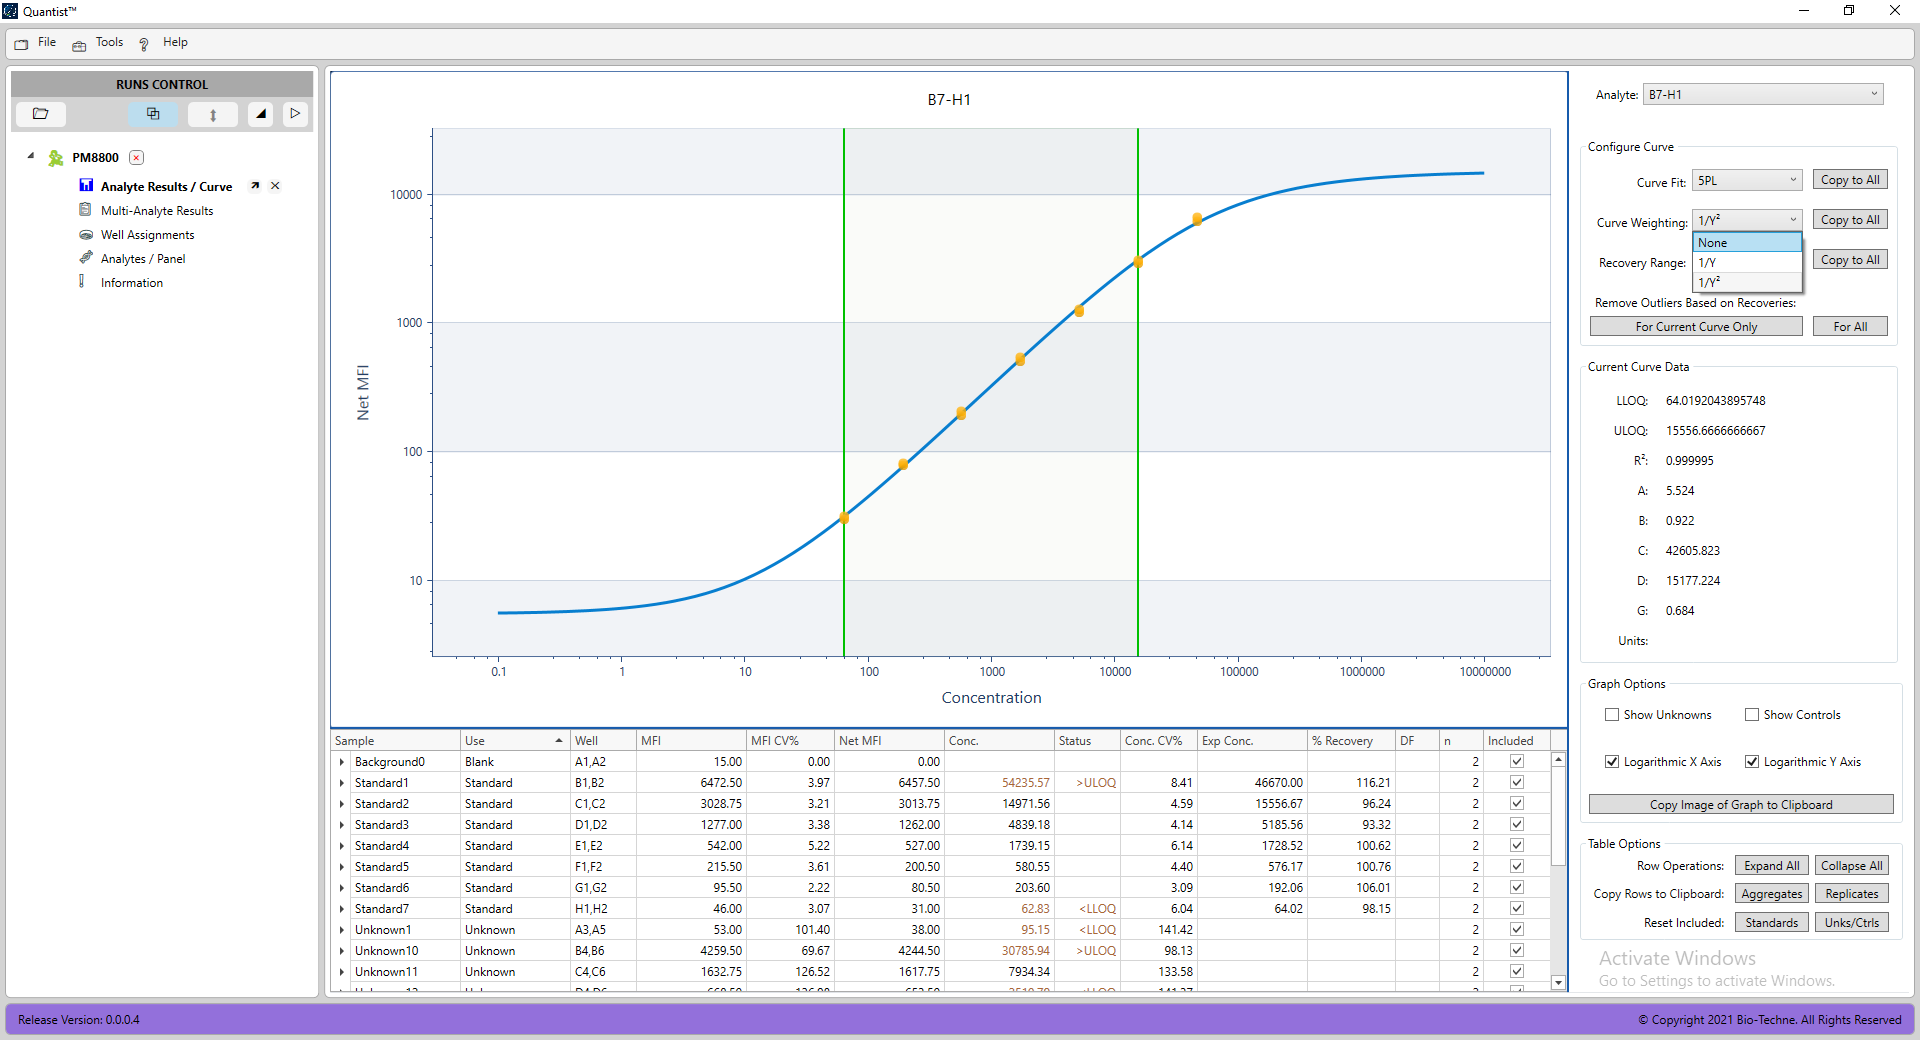 Quantist™
File Tools ? Help
RUNS CONTROL
PM8800
Analyte Results / Curve
Multi-Analyte Results
Well Assignments
Analytes / Panel
Information
B7-H1
Net MFI
10000
1000
100
10
0.1 1 10 100 1000 10000 100000 1000000 10000000
Concentration
Sample Use Well MFI MFI CV% Net MFI Conc. Status Conc. CV% Exp Conc. % Recovery DF n Included
Background0 Blank A1,A2 15.00 0.00 0.00 2
Standard1 Standard B1,B2 6472.50 3.97 6457.50 54235.57 >ULOQ 8.41 46670.00 116.21 2
Standard2 Standard C1,C2 3028.75 3.21 3013.75 14971.56 4.59 15556.67 96.24 2
Standard3 Standard D1,D2 1277.00 3.38 1262.00 4839.18 4.14 5185.56 93.32 2
Standard4 Standard E1,E2 542.00 5.22 527.00 1739.15 6.14 1728.52 100.62 2
Standard5 Standard F1,F2 215.50 3.61 200.50 580.55 4.40 576.17 100.76 2
Standard6 Standard G1,G2 95.50 2.22 80.50 203.60 3.09 192.06 106.01 2
Standard7 Standard H1,H2 46.00 3.07 31.00 62.83 <LLOQ 6.04 64.02 98.15 2
Unknown1 Unknown A3,A5 53.00 101.40 38.00 95.15 <LLOQ 141.42 2
Unknown10 Unknown B4,B6 4259.50 69.67 4244.50 30785.94 >ULOQ 98.13 2
Unknown11 Unknown C4,C6 1632.75 126.52 1617.75 7934.34 133.58 2
Analyte: B7-H1
Configure Curve
Curve Fit: 5PL Copy to All
Curve Weighting: 1/Y² Copy to All
None
1/Y
1/Y²
Recovery Range: Copy to All
Remove Outliers Based on Recoveries:
For Current Curve Only For All
Current Curve Data
LLOQ: 64.0192043895748
ULOQ: 15556.6666666667
R²: 0.999995
A: 5.524
B: 0.922
C: 42605.823
D: 15177.224
G: 0.684
Units:
Graph Options
Show Unknowns Show Controls
Logarithmic X Axis Logarithmic Y Axis
Copy Image of Graph to Clipboard
Table Options
Row Operations: Expand All Collapse All
Copy Rows to Clipboard: Aggregates Replicates
Reset Included: Standards Unks/Ctrls
Activate Windows
Go to Settings to activate Windows.
Release Version: 0.0.0.4
© Copyright 2021 Bio-Techne. All Rights Reserved